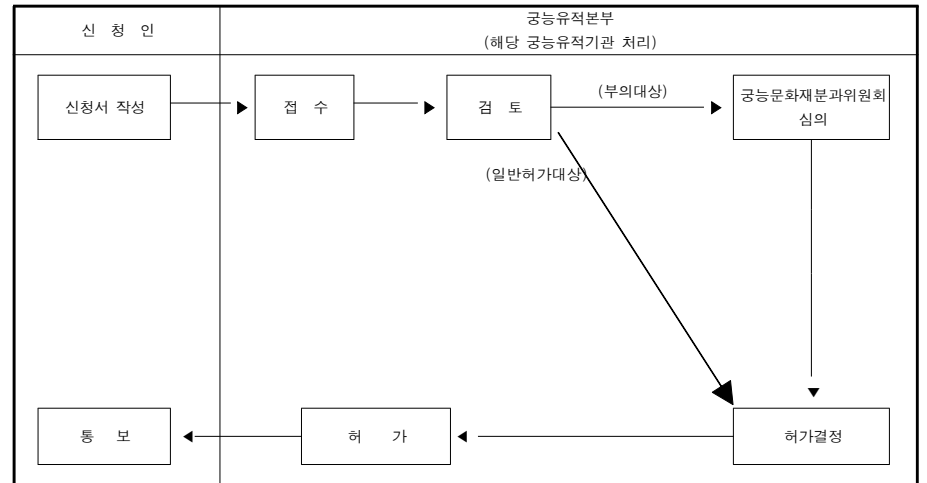 신 청 인
궁능유적본부
(해당 궁능유적기관 처리)
신청서 작성
접 수
검 토
(부의대상)
궁능문화재분과위원회
심의
(일반허가대상)
통 보
허 가
허가결정